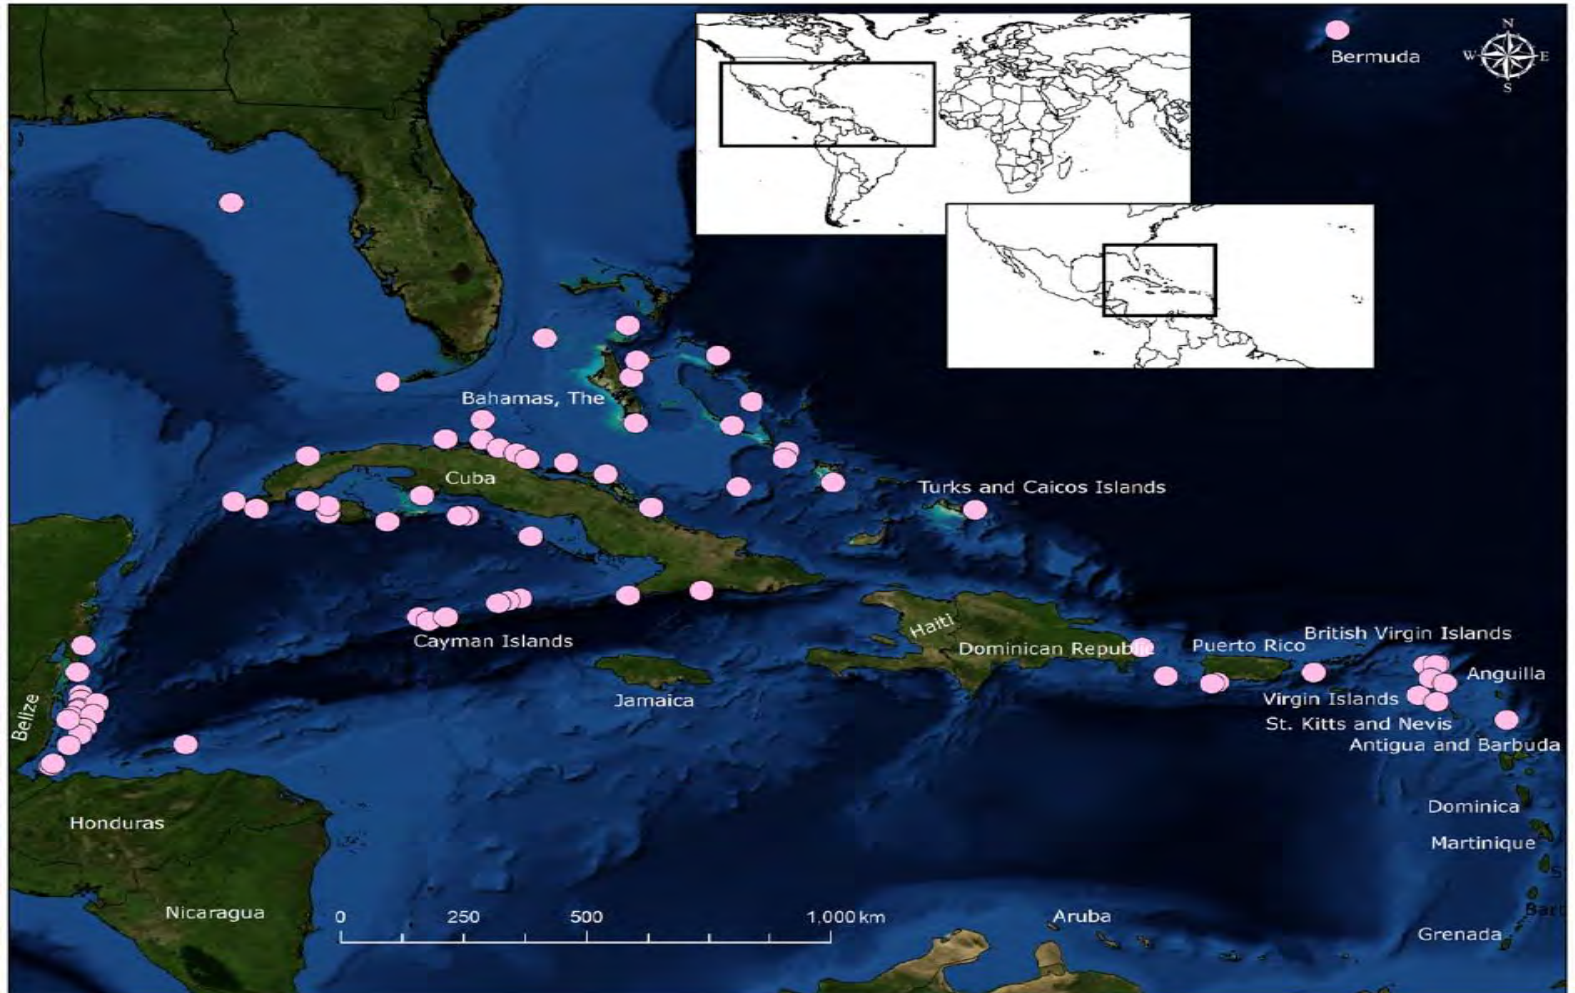 N
W E
S
Bermuda
Bahamas, The
Cuba
Turks and Caicos Islands
Cayman Islands
Haiti
Dominican Republic
Puerto Rico
British Virgin Islands
Jamaica
Anguilla
Virgin Islands
St. Kitts and Nevis
Antigua and Barbuda
Belize
Honduras
Dominica
Martinique
Nicaragua
0 250 500 1.000 km
Aruba
Grenada